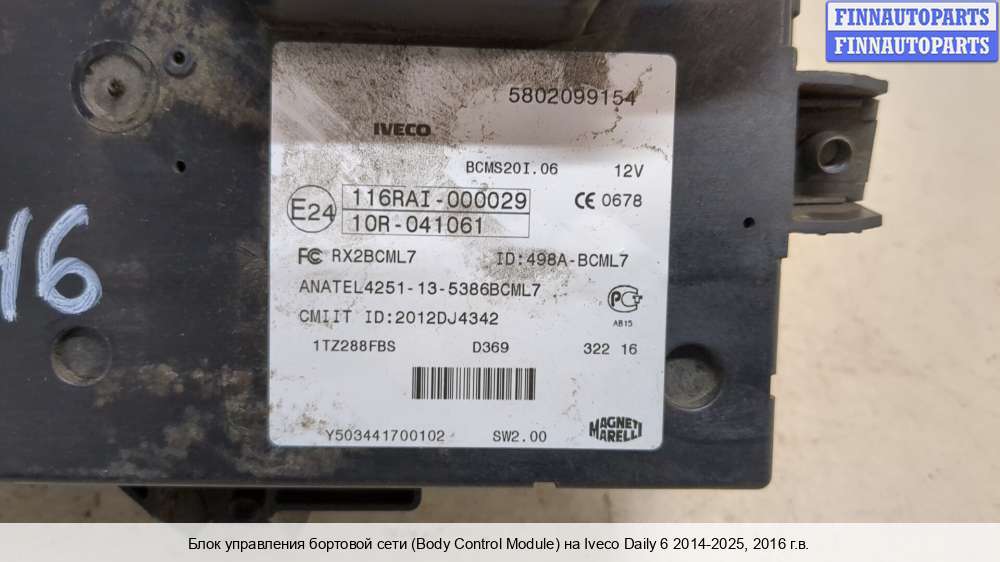 FINNAUTOPARTS
FINNAUTOPARTS
5802099154
IVECO
BCMS20I.06 12V
E24 116RAI-000029 CE 0678
10R-041061
FC RX2BCML7 ID:498A-BCML7
ANATEL4251-13-5386BCML7
CMIIT ID:2012DJ4342
АВ15
1TZ288FBS D369 322 16
Y503441700102 SW2.00
MAGNETI
MARELLI
16
Блок управления бортовой сети (Body Control Module) на Iveco Daily 6 2014-2025, 2016 г.в.